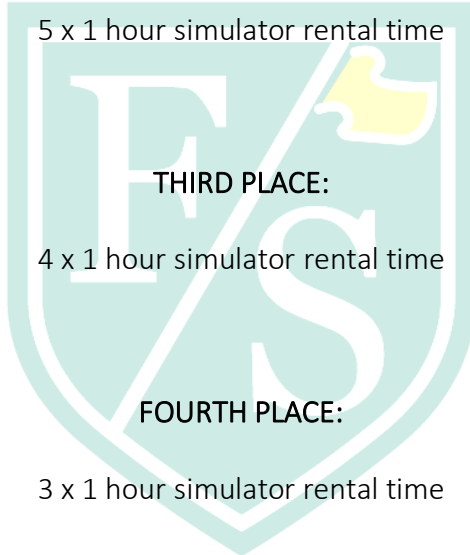 5 x 1 hour simulator rental time
THIRD PLACE:
4 x 1 hour simulator rental time
FOURTH PLACE:
3 x 1 hour simulator rental time
F S